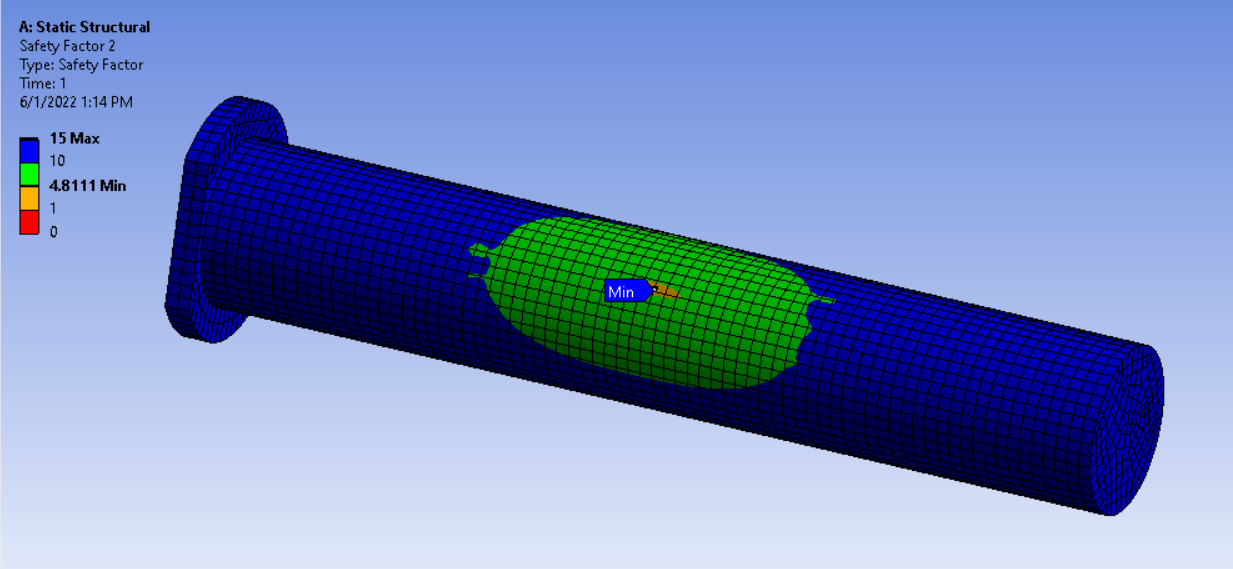 A: Static Structural
Safety Factor 2
Type: Safety Factor
Time: 1
6/1/2022 1:14 PM
15 Max
10
4.8111 Min
1
0
Min